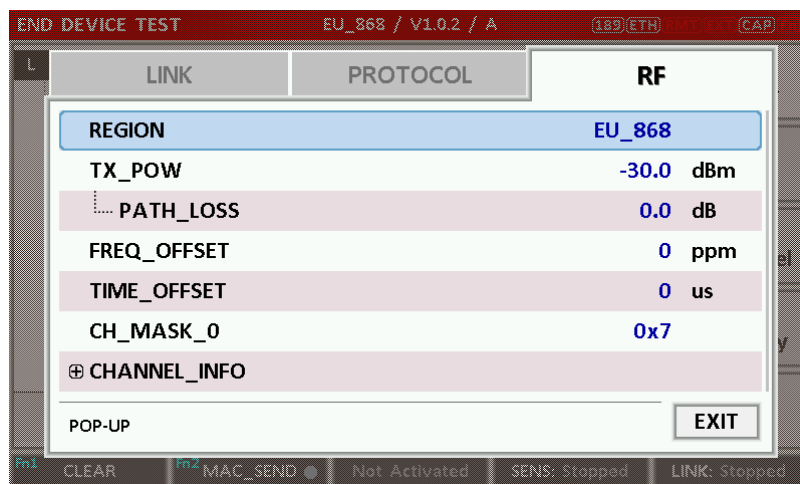 END DEVICE TEST EU_868 / V1.0.2 / A (189)(ETH) (CAP)
L
LINK PROTOCOL RF
REGION EU_868
TX_POW -30.0 dBm
PATH_LOSS 0.0 dB
FREQ_OFFSET 0 ppm
TIME_OFFSET 0 us
CH_MASK_0 0x7
CHANNEL_INFO
POP-UP EXIT
Fn1 CLEAR Fn2 MAC_SEND Not Activated SENS: Stopped LINK: Stopped